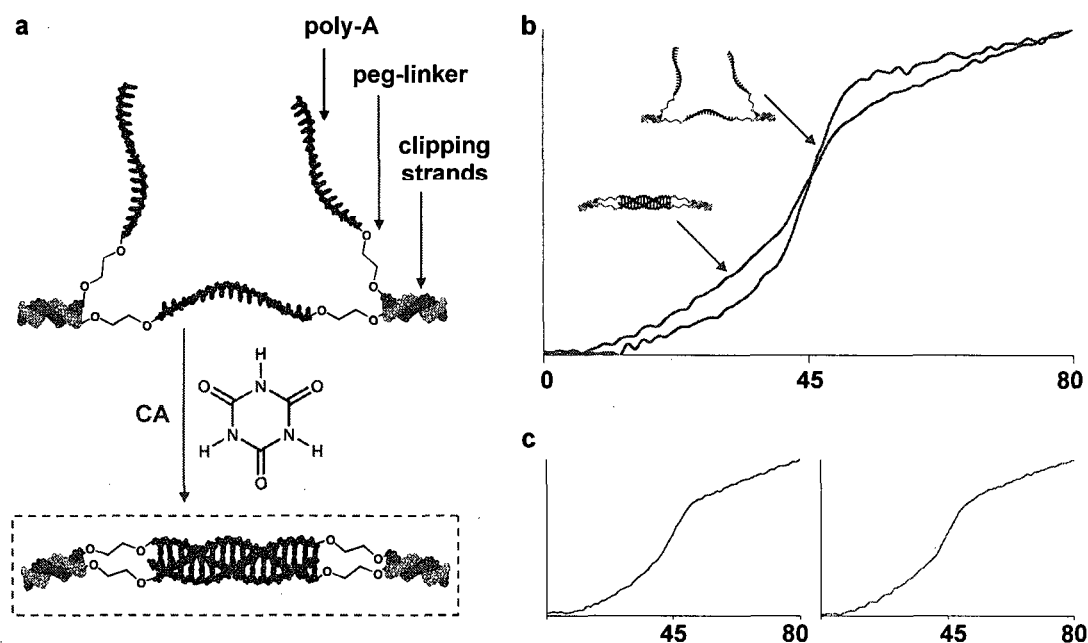 a
poly-A
peg-linker
clipping
strands
O
O
O
O
O
O
O
O
CA
H
O
N
O
N
N
H
H
O
O
O
O
O
O
O
O
O
b
0
45
80
c
45
80
45
80